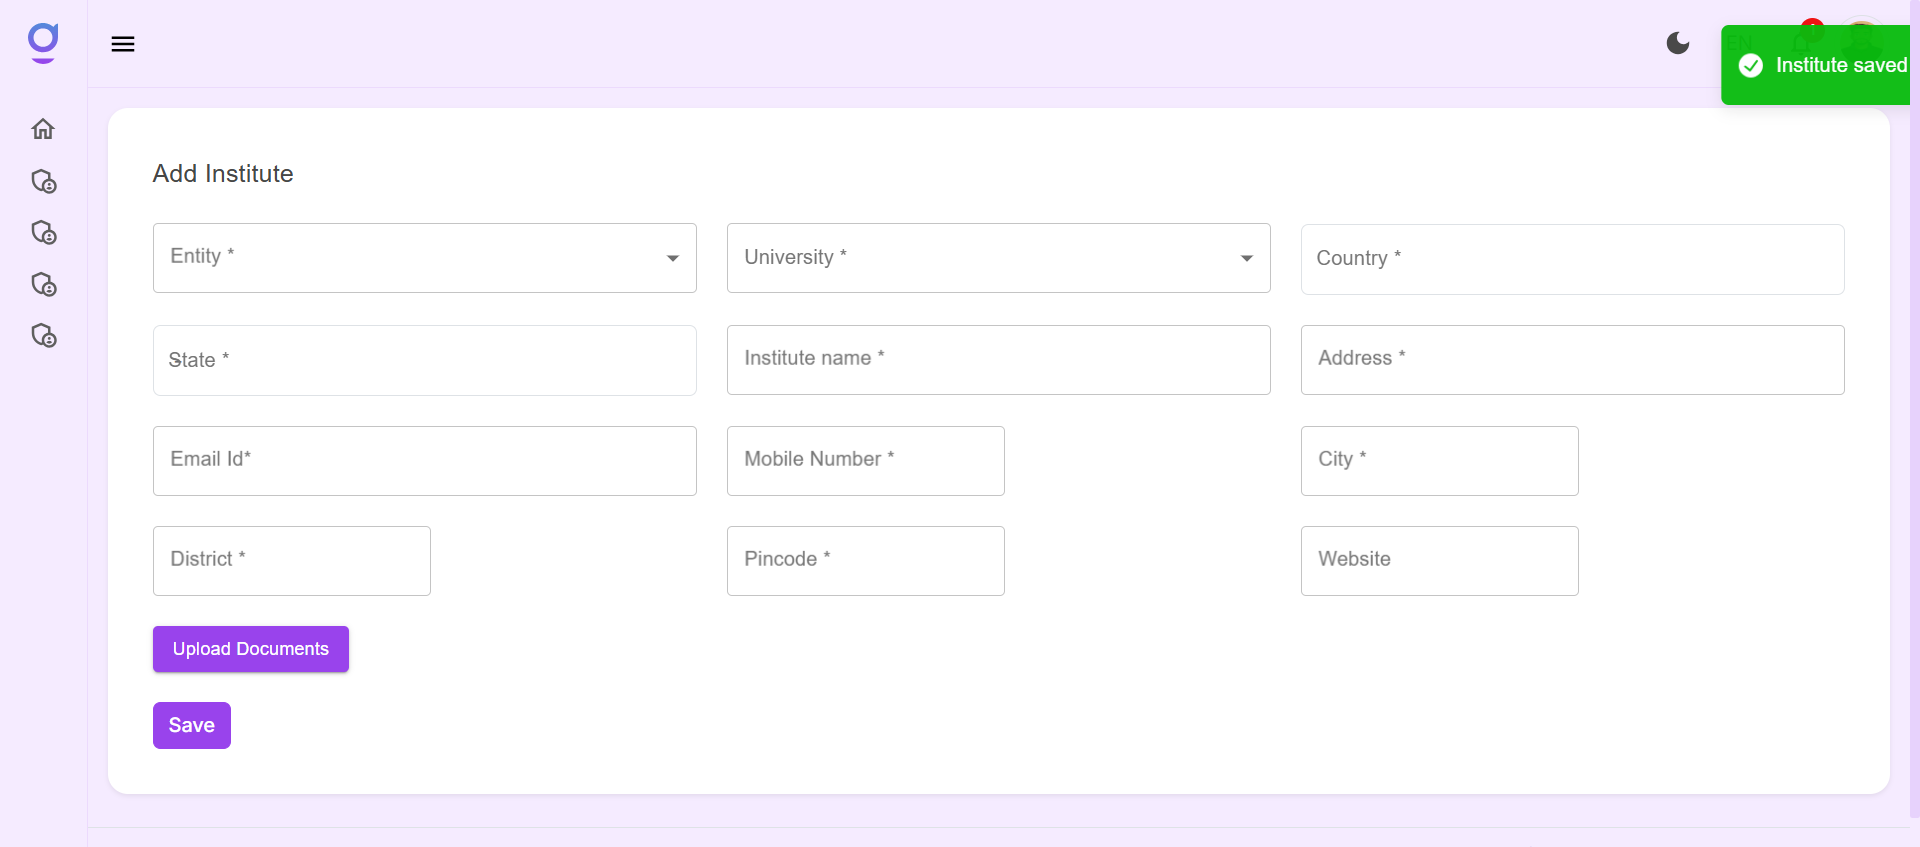 EN
Institute saved
Add Institute
Entity *
University *
Country *
State *
Institute name *
Address *
Email Id*
Mobile Number *
City *
District *
Pincode *
Website
Upload Documents
Save